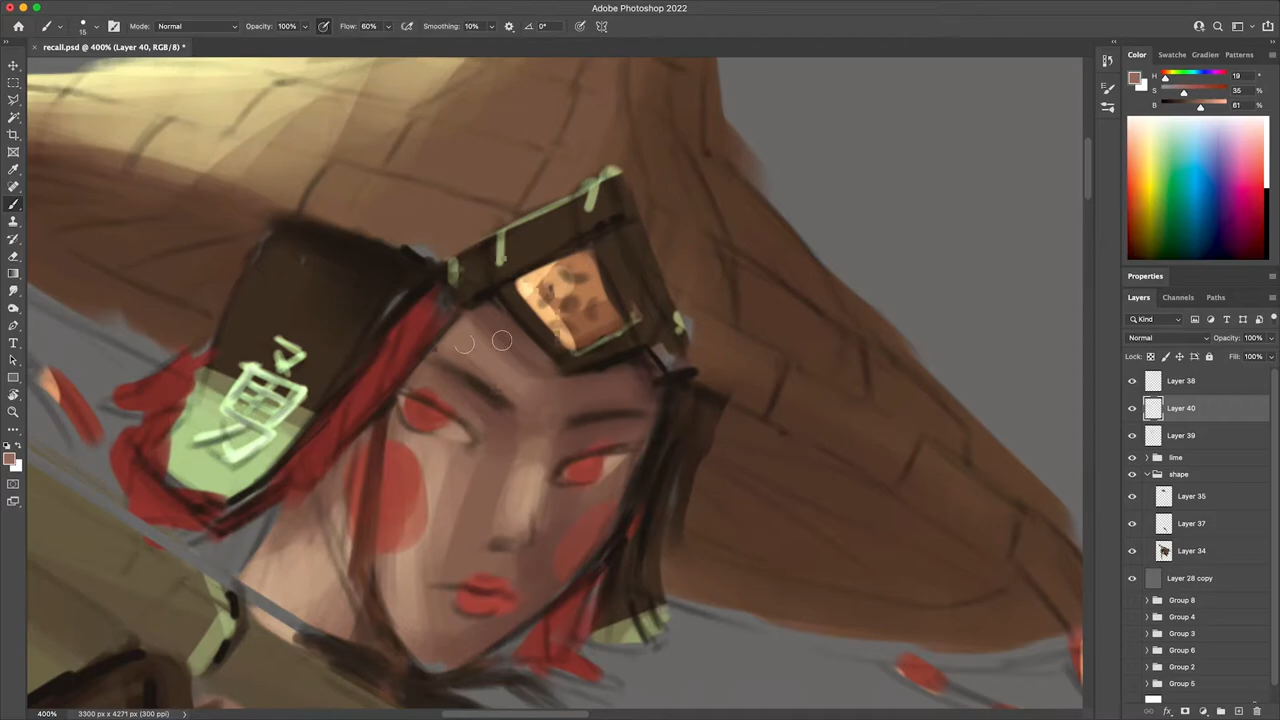 Adobe Photoshop 2022
15 Mode: Normal Opacity: 100% Flow: 60% Smoothing: 10% 0°
recall.psd @ 400% (Layer 40, RGB/8) *
Color Swatche Gradien Patterns
H 19 °
S 35 %
B 61 %
Properties
Layers Channels Paths
Kind
Normal Opacity: 100%
Lock: Fill: 100%
Layer 38
Layer 40
Layer 39
lime
shape
Layer 35
Layer 37
Layer 34
Layer 28 copy
Group 8
Group 4
Group 3
Group 6
Group 2
Group 5
勇
400% 3300 px x 4271 px (300 ppi)